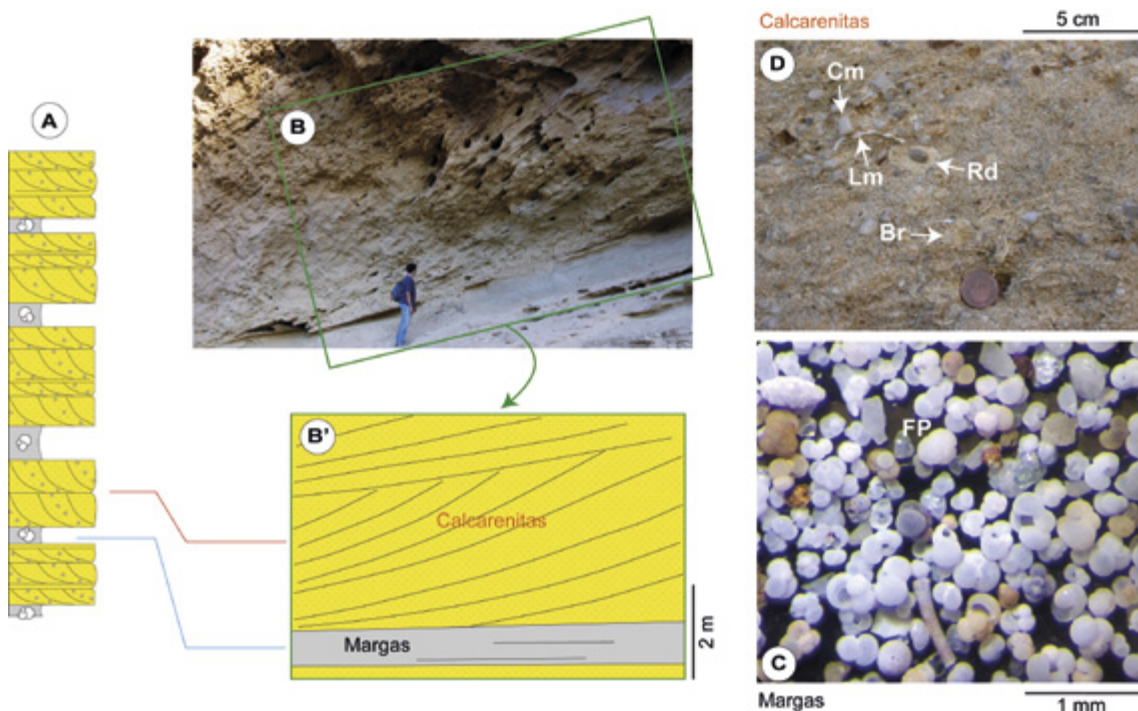 A
B
B'
Calcarenitas
Margas
2 m
Calcarenitas
5 cm
D
Cm
Lm
Rd
Br
FP
C
Margas
1 mm